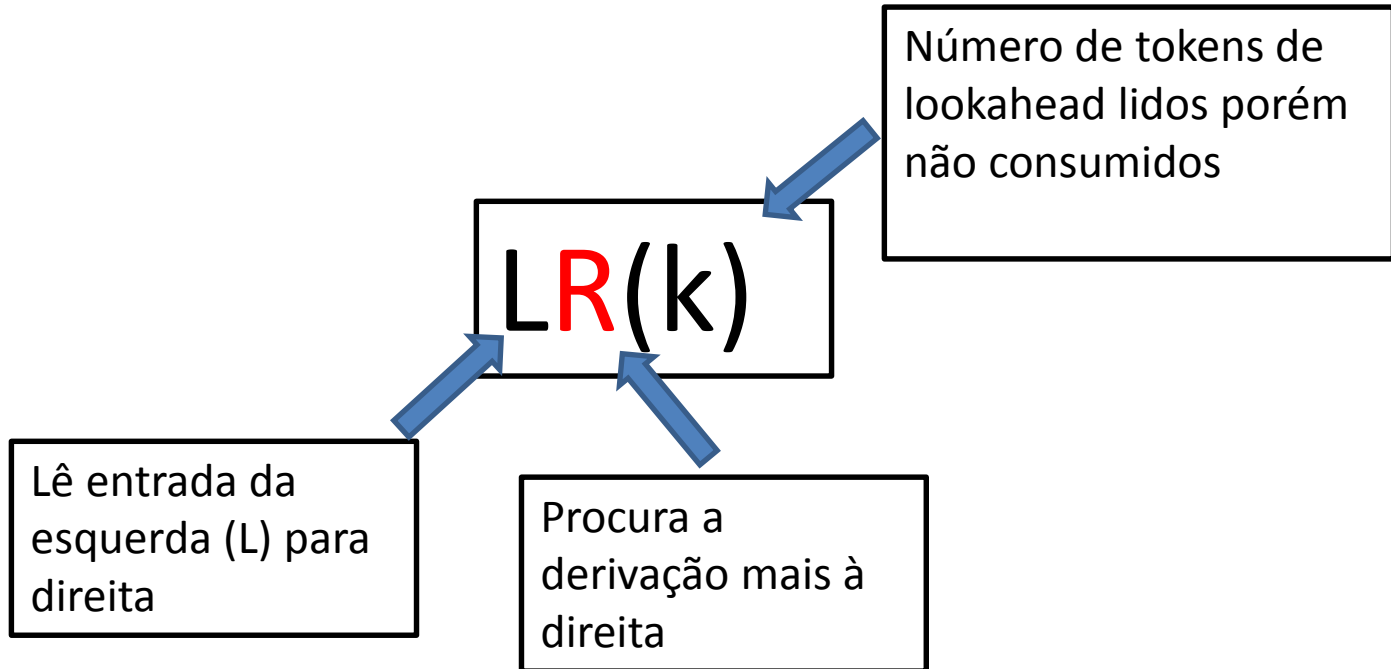 Número de tokens de
lookahead lidos porém
não consumidos
LR(k)
Lê entrada da
esquerda (L) para
direita
Procura a
derivação mais à
direita